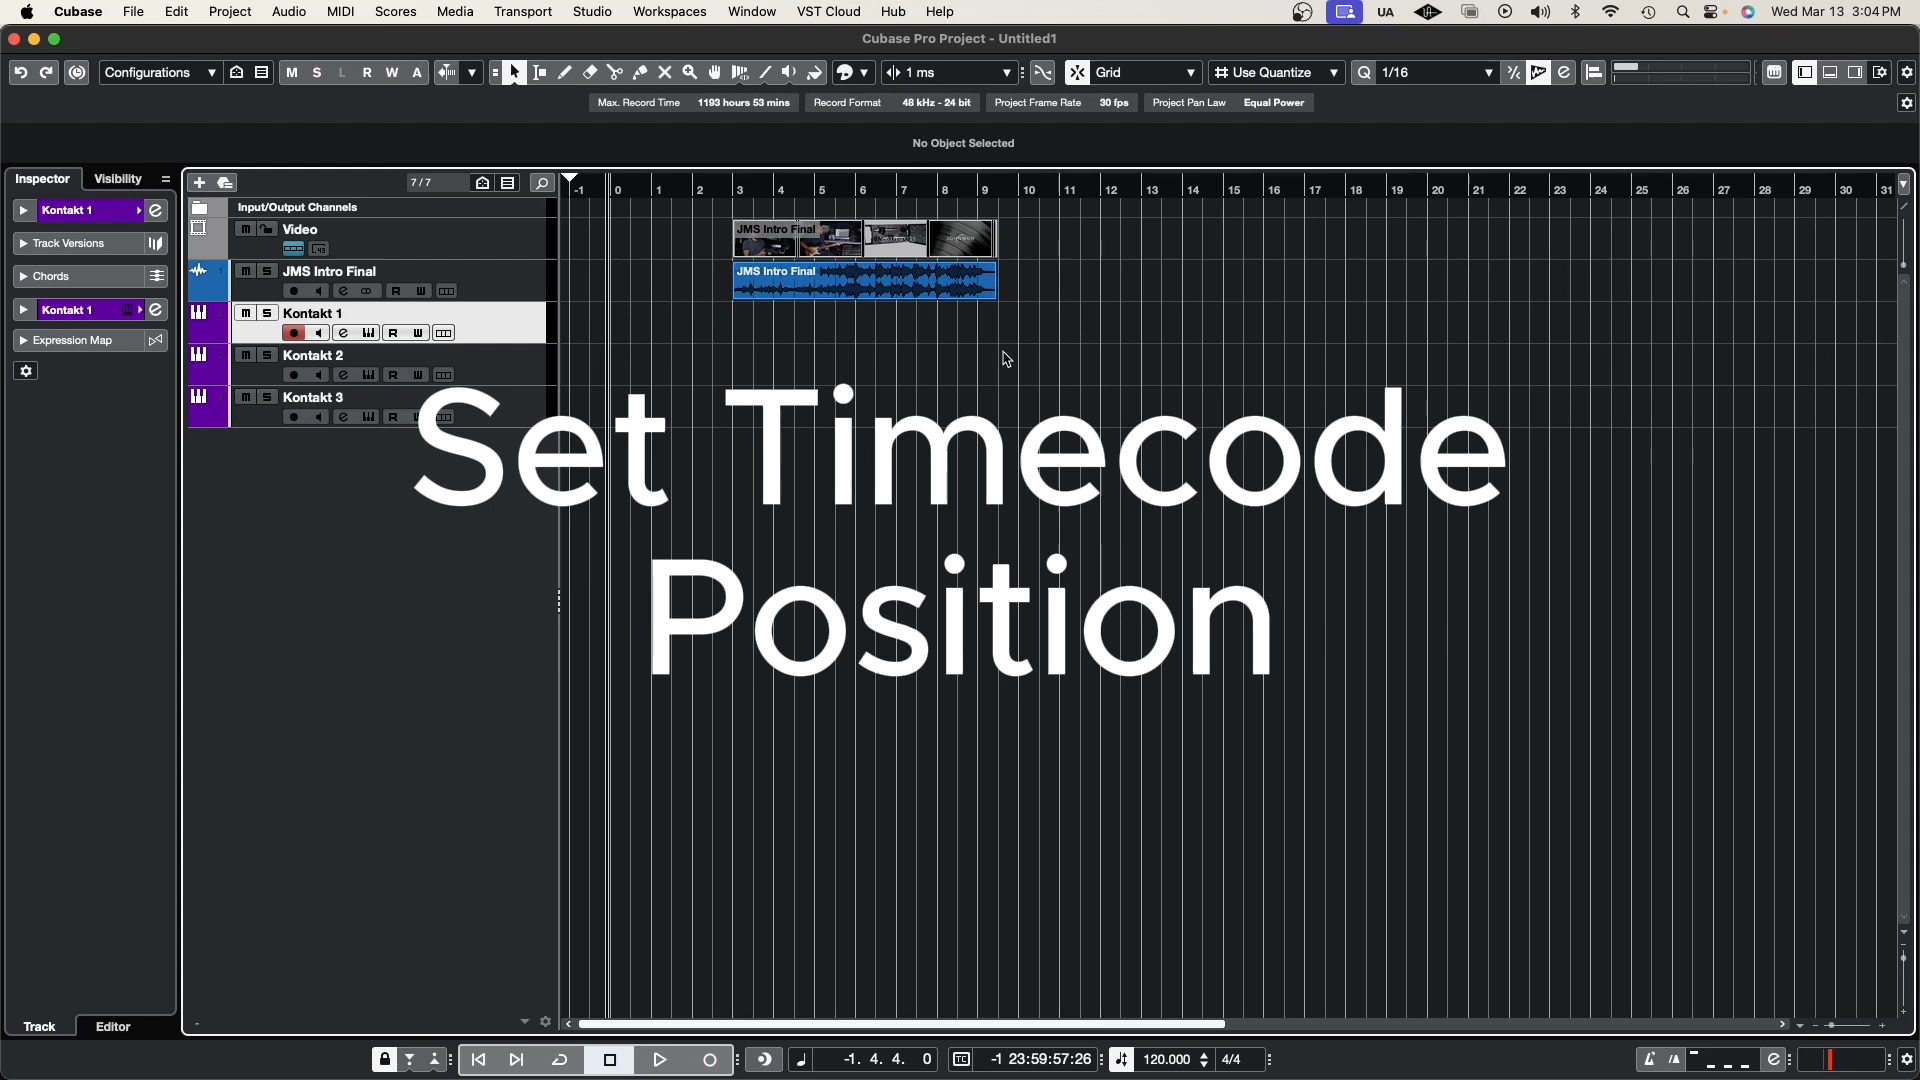 Cubase File Edit Project Audio MIDI Scores Media Transport Studio Workspaces Window VST Cloud Hub Help
UA
Wed Mar 13 3:04 PM
Cubase Pro Project - Untitled1
Configurations M S L R W A
1 ms
Grid
Use Quantize
Q 1/16
Max. Record Time 1193 hours 53 mins Record Format 48 kHz - 24 bit Project Frame Rate 30 fps Project Pan Law Equal Power
No Object Selected
Inspector Visibility
7 / 7
-1 0 1 2 3 4 5 6 7 8 9 10 11 12 13 14 15 16 17 18 19 20 21 22 23 24 25 26 27 28 29 30 31
Kontakt 1
Track Versions
Chords
Kontakt 1
Expression Map
Input/Output Channels
m
Video
JMS Intro Final
m S JMS Intro Final
R W
JMS Intro Final
m S Kontakt 1
R W
m S Kontakt 2
R W
m S Kontakt 3
R
Set Timecode
Position
Track Editor
-1. 4. 4. 0
TC -1 23:59:57:26
120.000 4/4